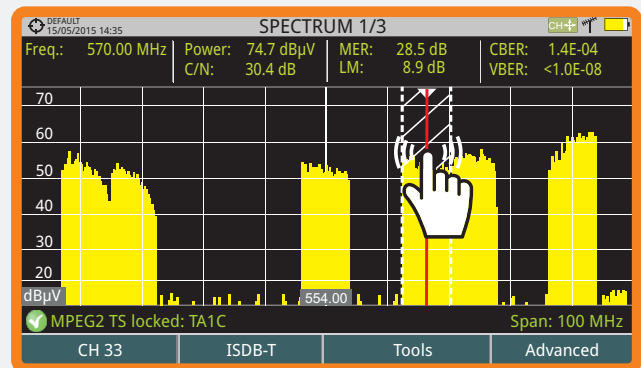 DEFAULT
15/05/2015 14:35
SPECTRUM 1/3
CH
Freq.: 570.00 MHz
Power: 74.7 dBµV
MER: 28.5 dB
CBER: 1.4E-04
C/N: 30.4 dB
LM: 8.9 dB
VBER: <1.0E-08
70
60
50
40
30
20
dBµV
554.00
MPEG2 TS locked: TA1C
Span: 100 MHz
CH 33
ISDB-T
Tools
Advanced